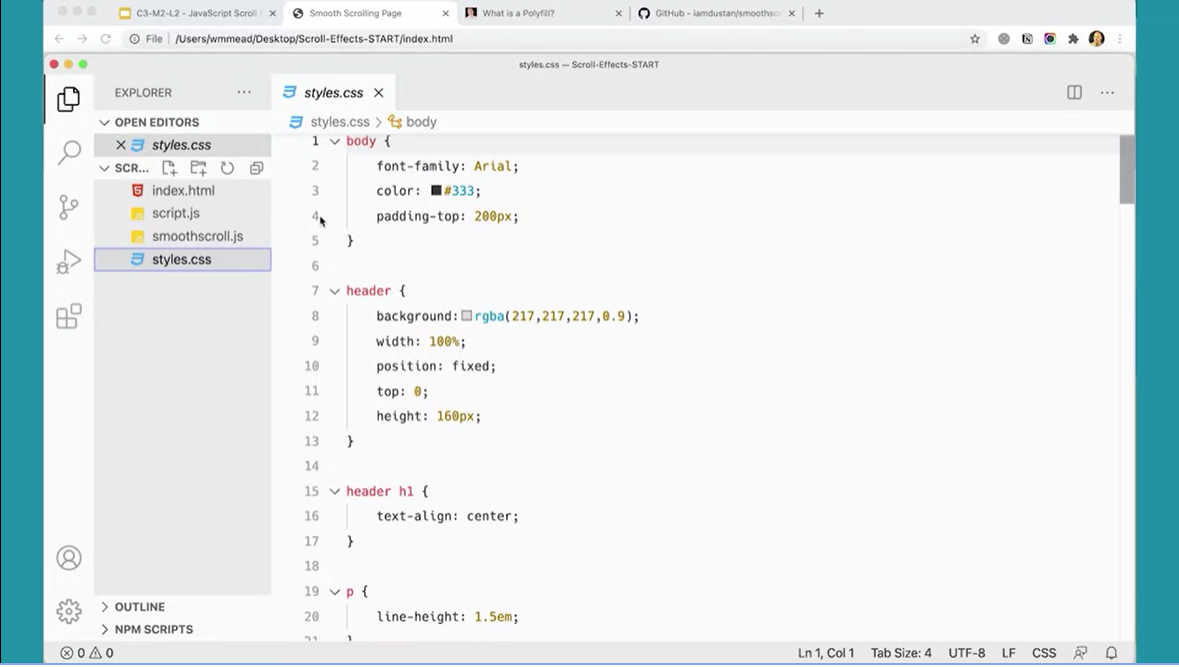 C3-M2-L2 - JavaScript Scroll E
Smooth Scrolling Page
What is a Polyfill?
GitHub - iamdustan/smoothscr
File
/Users/wmmead/Desktop/Scroll-Effects-START/index.html
styles.css — Scroll-Effects-START
EXPLORER
styles.css
OPEN EDITORS
styles.css > body
styles.css
SCR...
index.html
script.js
smoothscroll.js
styles.css
1 body {
2 font-family: Arial;
3 color: #333;
4 padding-top: 200px;
5 }
6
7 header {
8 background: rgba(217,217,217,0.9);
9 width: 100%;
10 position: fixed;
11 top: 0;
12 height: 160px;
13 }
14
15 header h1 {
16 text-align: center;
17 }
18
19 p {
20 line-height: 1.5em;
21 }
OUTLINE
NPM SCRIPTS
0 0
Ln 1, Col 1
Tab Size: 4
UTF-8
LF
CSS